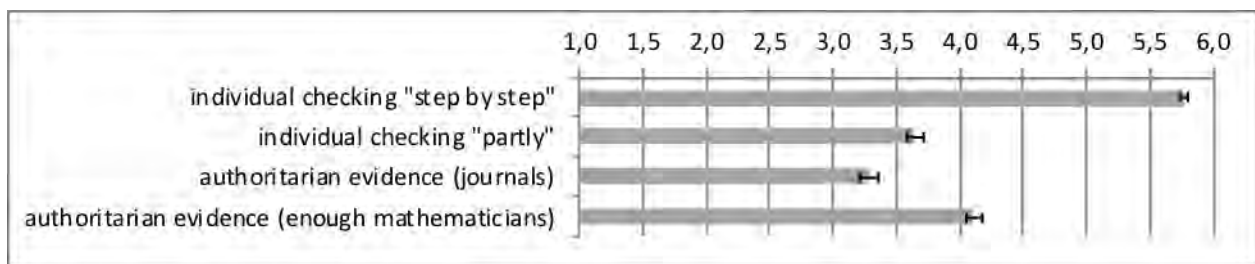 1,0 1,5 2,0 2,5 3,0 3,5 4,0 4,5 5,0 5,5 6,0
individual checking "step by step"
individual checking "partly"
authoritarian evidence (journals)
authoritarian evidence (enough mathematicians)